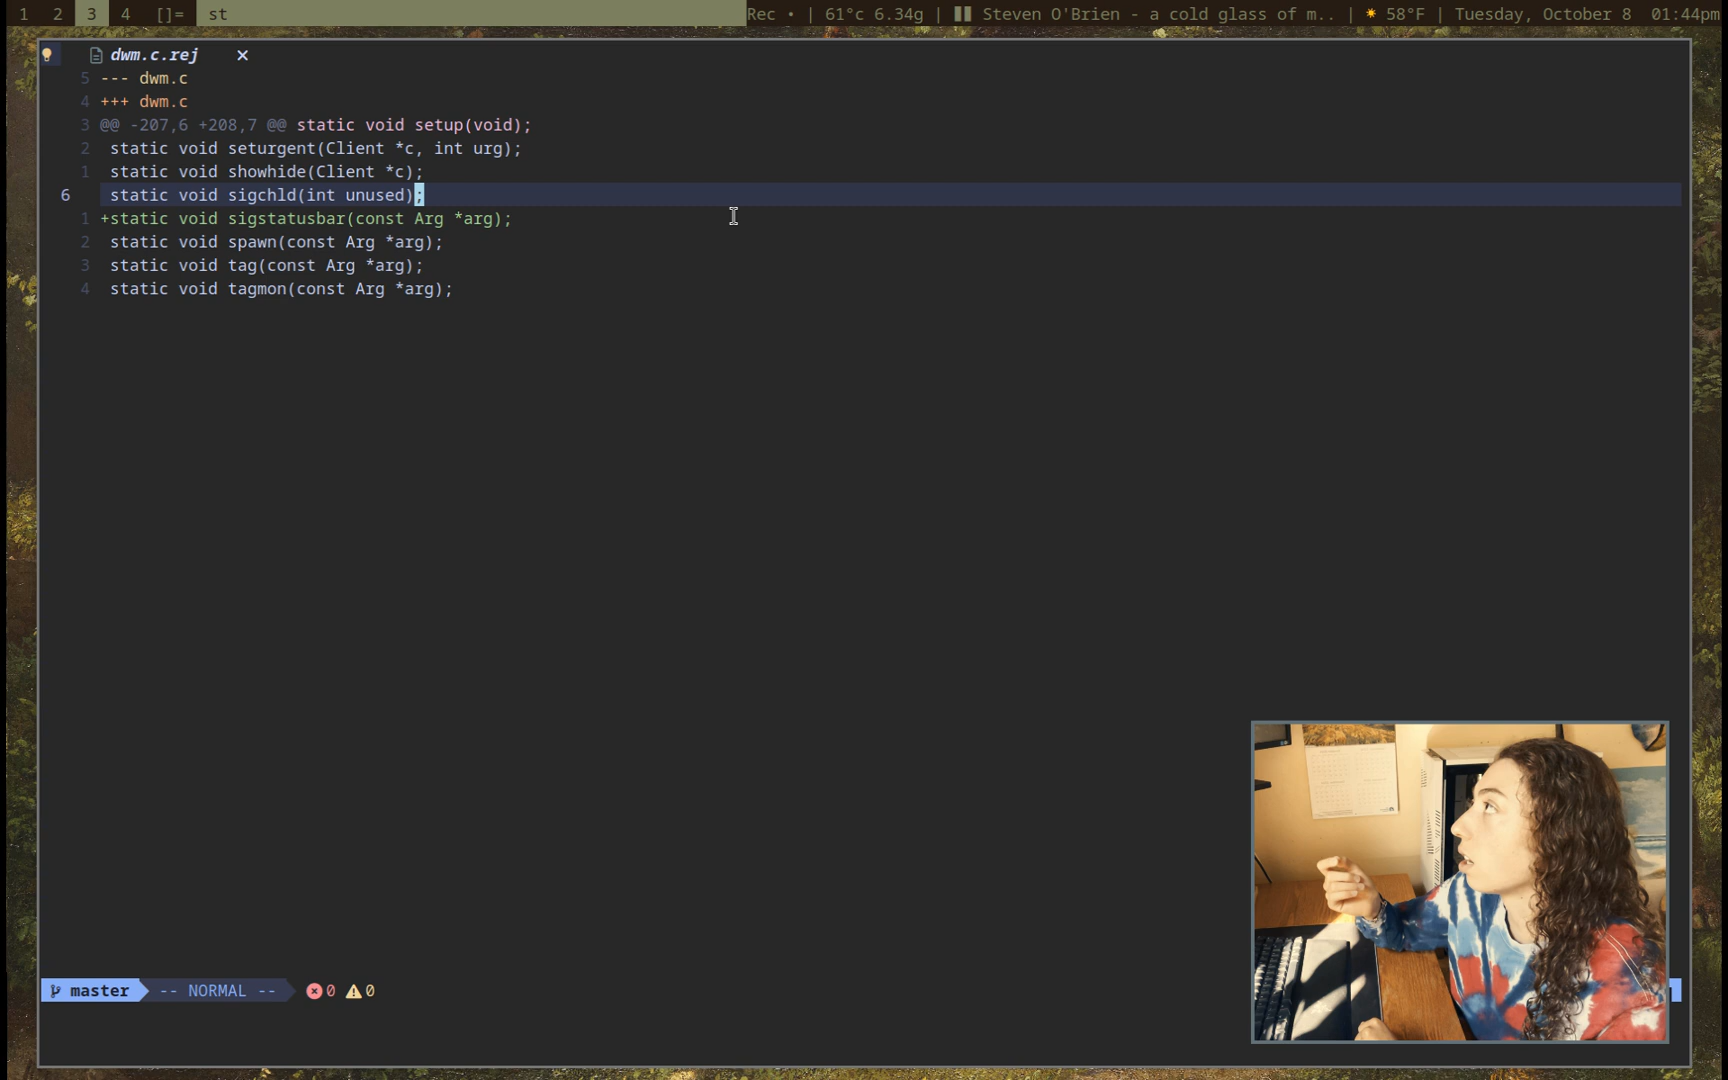 1 2 3 4 []= st Rec • | 61°c 6.34g | ▮▮ Steven O'Brien - a cold glass of m.. | ☀ 58°F | Tuesday, October 8 01:44pm
dwm.c.rej ×
5 --- dwm.c
4 +++ dwm.c
3 @@ -207,6 +208,7 @@ static void setup(void);
2 static void seturgent(Client *c, int urg);
1 static void showhide(Client *c);
6 static void sigchld(int unused);
1 +static void sigstatusbar(const Arg *arg);
2 static void spawn(const Arg *arg);
3 static void tag(const Arg *arg);
4 static void tagmon(const Arg *arg);
master -- NORMAL -- 0 0